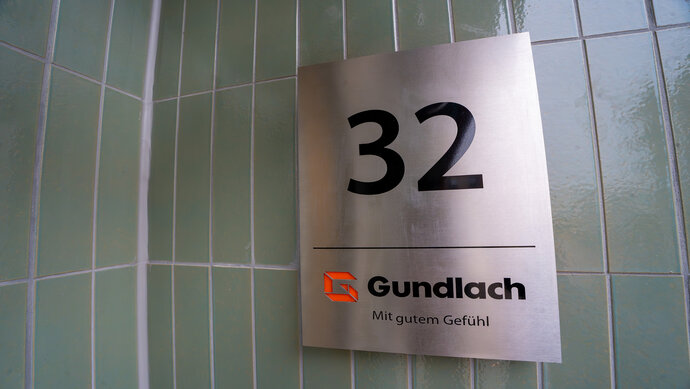 32
Gundlach
Mit gutem Gefühl